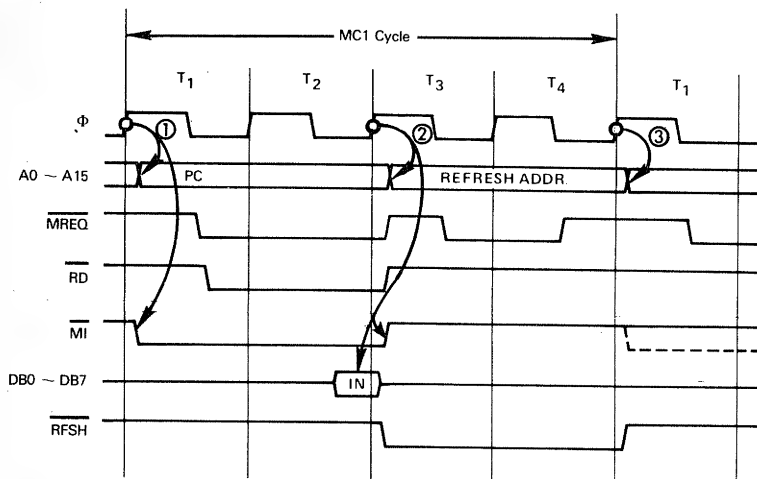 MC1 Cycle
T1 T2 T3 T4 T1
Φ ① ② ③
A0 ~ A15 PC REFRESH ADDR.
MREQ
RD
MI
DB0 ~ DB7 IN
RFSH